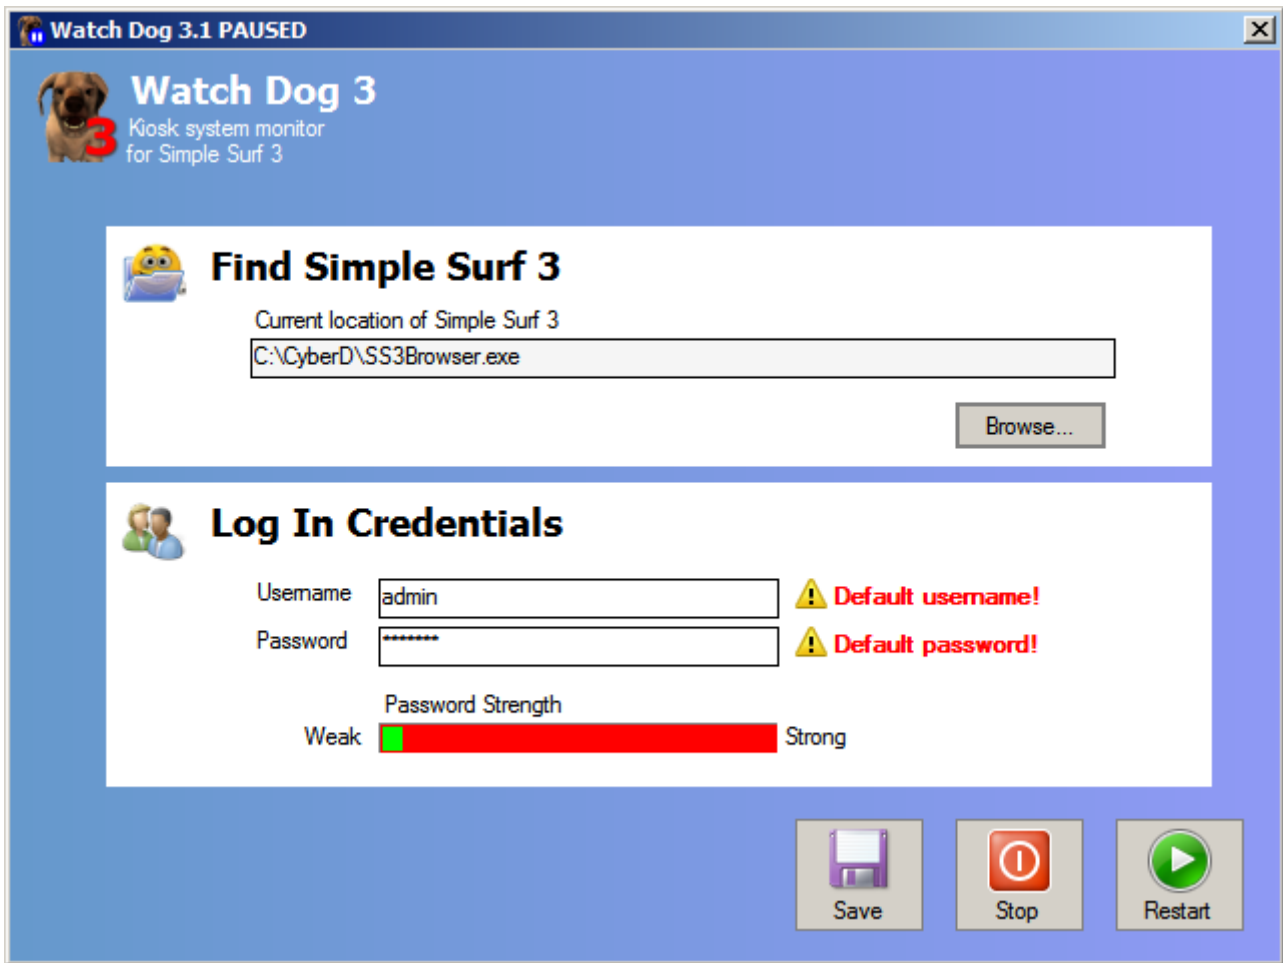 Watch Dog 3.1 PAUSED
Watch Dog 3
Kiosk system monitor
for Simple Surf 3
3
Find Simple Surf 3
Current location of Simple Surf 3
C:\CyberD\SS3Browser.exe
Browse...
Log In Credentials
Username admin Default username!
Password ******* Default password!
Password Strength
Weak Strong
Save Stop Restart